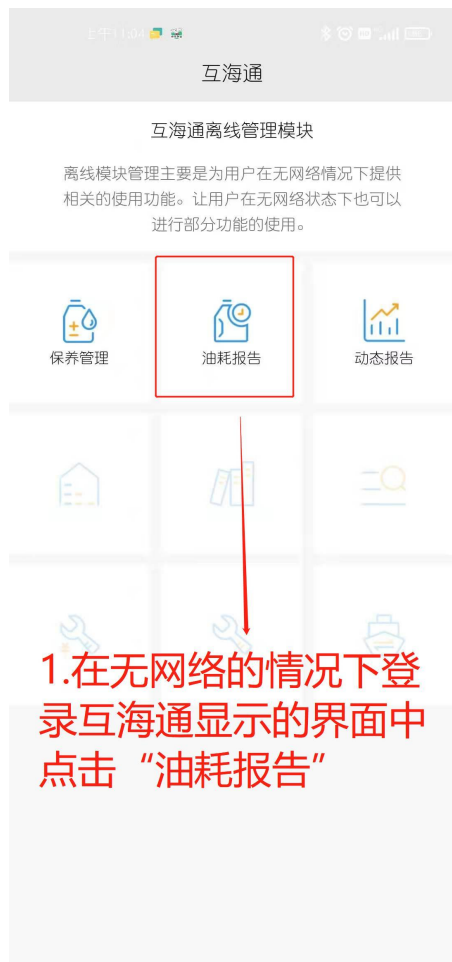 上午11:04
互海通
互海通离线管理模块
离线模块管理主要是为用户在无网络情况下提供
相关的使用功能。让用户在无网络状态下也可以
进行部分功能的使用。
保养管理
油耗报告
动态报告
1.在无网络的情况下登
录互海通显示的界面中
点击“油耗报告”